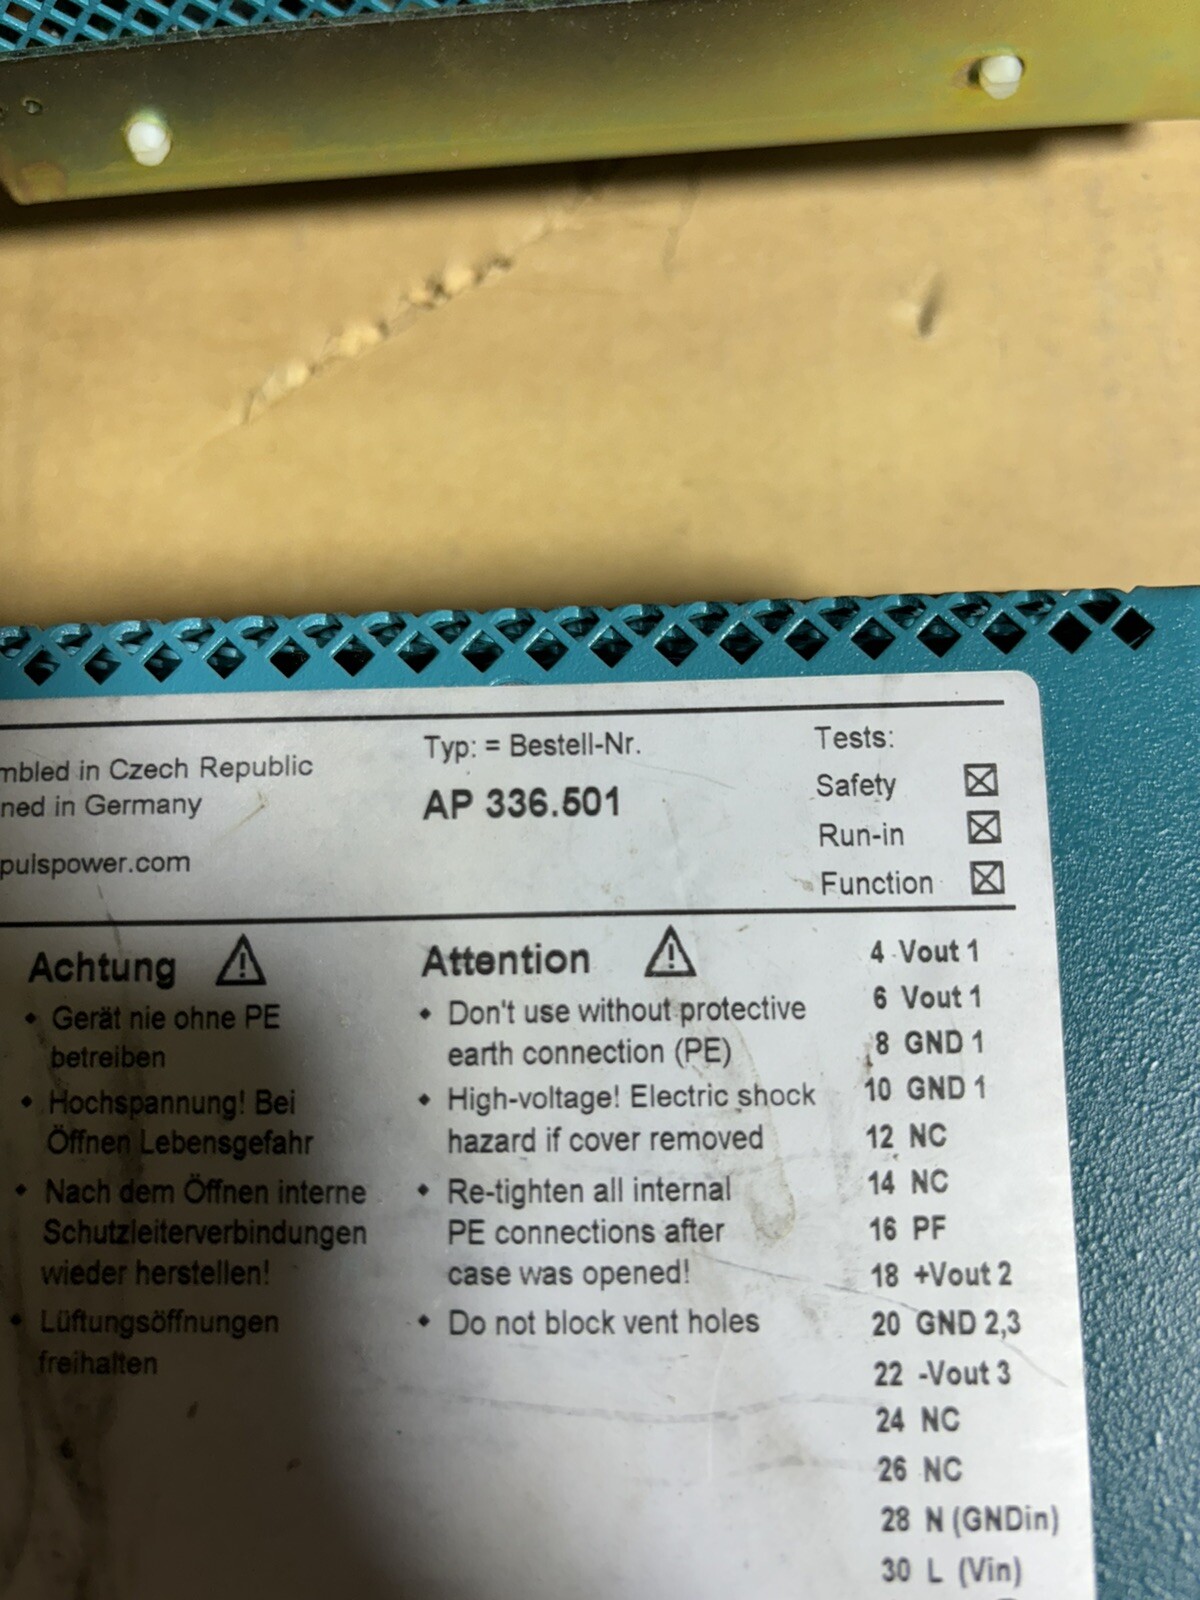 mbled in Czech Republic
ned in Germany
pulspower.com
Typ: = Bestell-Nr.
AP 336.501
Tests:
Safety ☒
Run-in ☒
Function ☒
Achtung
• Gerät nie ohne PE
betreiben
• Hochspannung! Bei
Öffnen Lebensgefahr
• Nach dem Öffnen interne
Schutzleiterverbindungen
wieder herstellen!
• Lüftungsöffnungen
freihalten
Attention
• Don't use without protective
earth connection (PE)
• High-voltage! Electric shock
hazard if cover removed
• Re-tighten all internal
PE connections after
case was opened!
• Do not block vent holes
4 Vout 1
6 Vout 1
8 GND 1
10 GND 1
12 NC
14 NC
16 PF
18 +Vout 2
20 GND 2,3
22 -Vout 3
24 NC
26 NC
28 N (GNDin)
30 L (Vin)